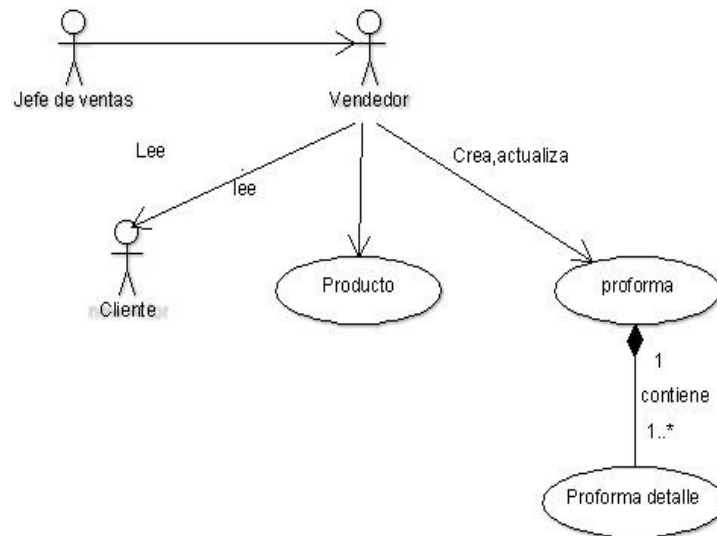 Jefe de ventas
Vendedor
Lee
lee
Crea,actualiza
Cliente
Producto
proforma
1
contiene
1..*
Proforma detalle